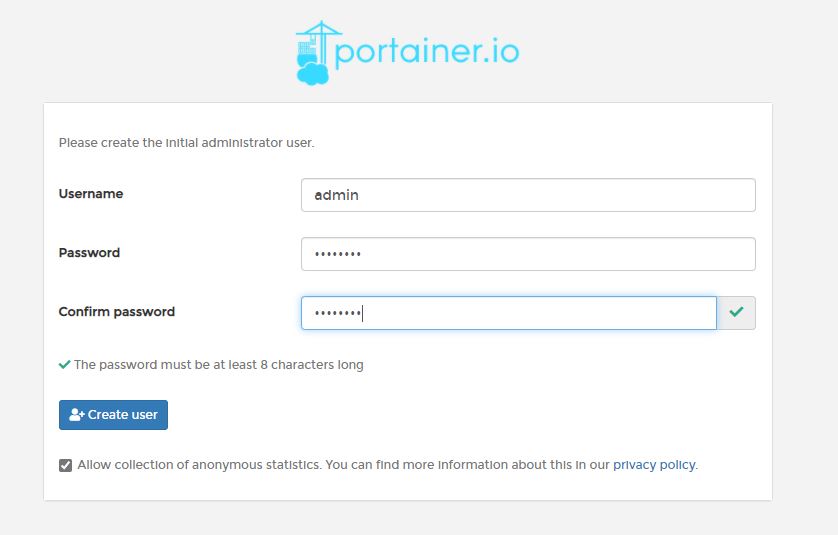 portainer.io
Please create the initial administrator user.
Username
admin
Password
••••••••
Confirm password
••••••••
The password must be at least 8 characters long
Create user
Allow collection of anonymous statistics. You can find more information about this in our privacy policy.